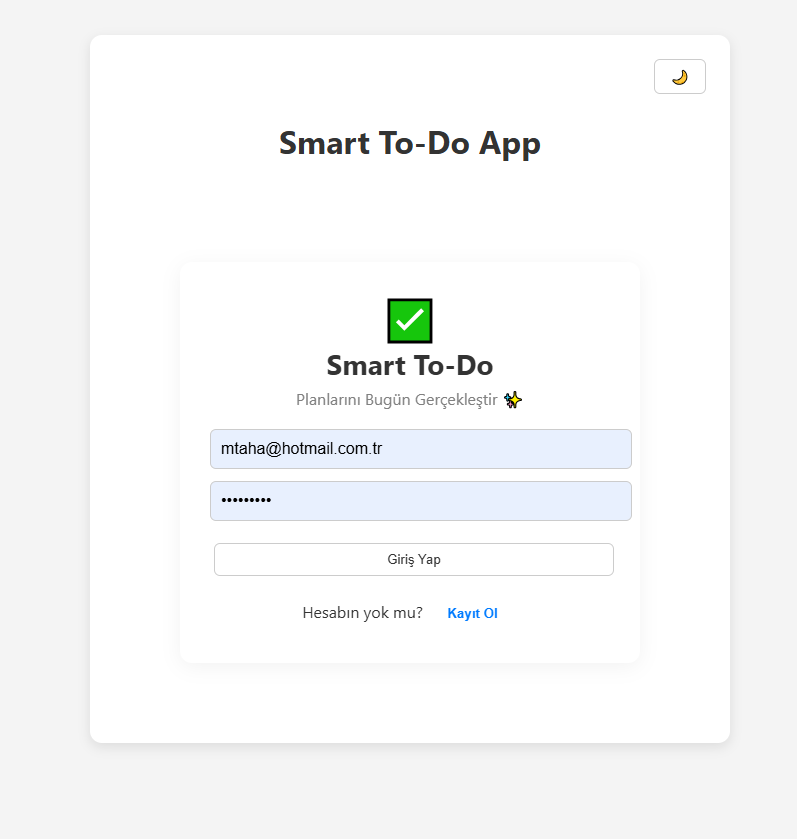 Smart To-Do App
Smart To-Do
Planlarını Bugün Gerçekleştir ✨
mtaha@hotmail.com.tr
•••••••••
Giriş Yap
Hesabın yok mu? Kayıt Ol